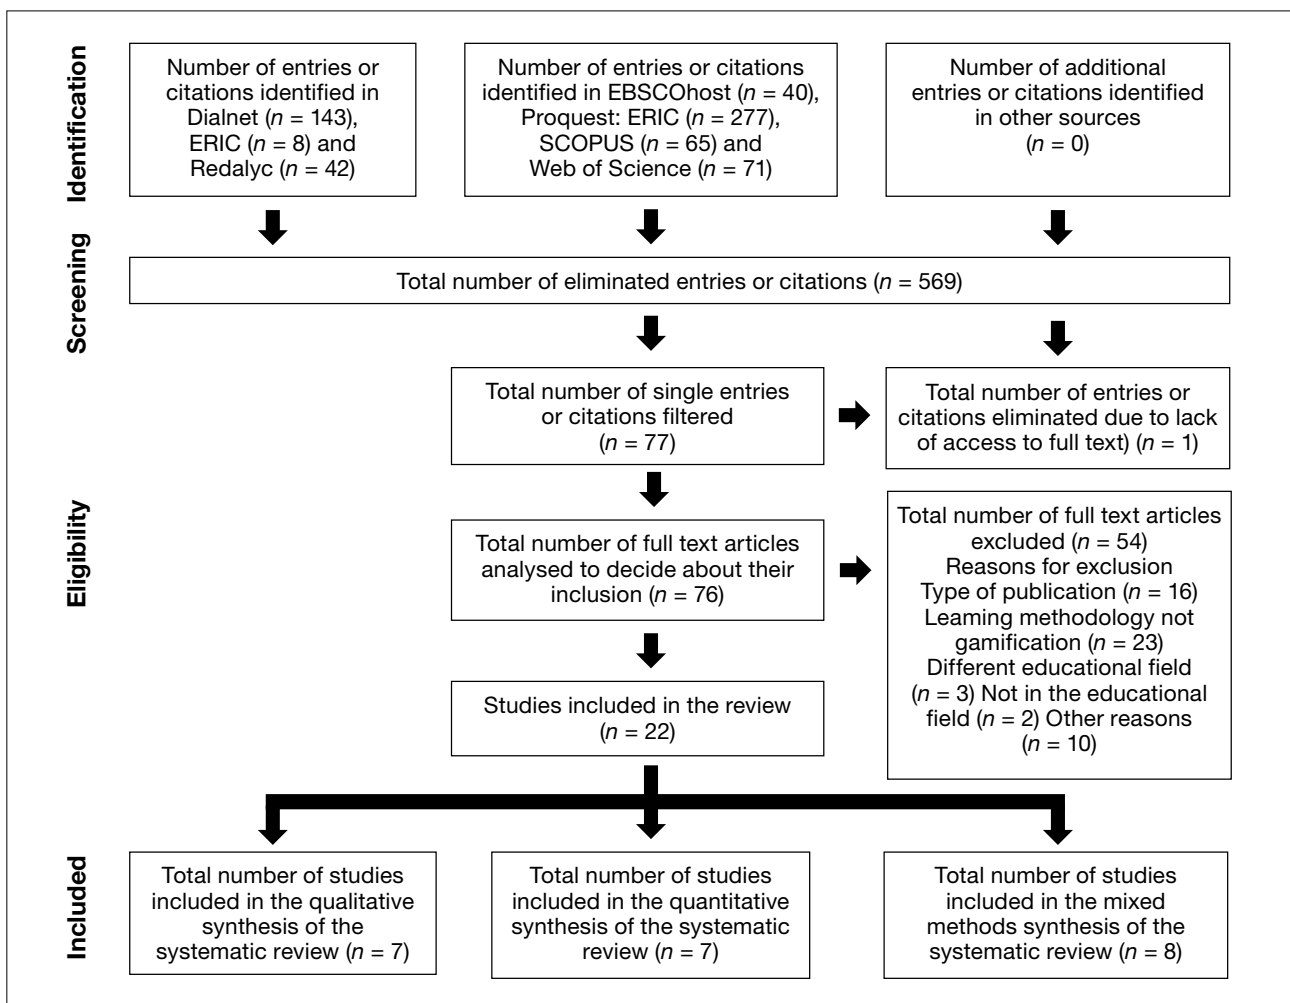 Identification
Number of entries or
citations identified in
Dialnet (n = 143),
ERIC (n = 8) and
Redalyc (n = 42)
Number of entries or citations
identified in EBSCOhost (n = 40),
Proquest: ERIC (n = 277),
SCOPUS (n = 65) and
Web of Science (n = 71)
Number of additional
entries or citations identified
in other sources
(n = 0)
Screening
Total number of eliminated entries or citations (n = 569)
Total number of single entries
or citations filtered
(n = 77)
Total number of entries or
citations eliminated due to lack
of access to full text) (n = 1)
Eligibility
Total number of full text articles
analysed to decide about their
inclusion (n = 76)
Total number of full text articles
excluded (n = 54)
Reasons for exclusion
Type of publication (n = 16)
Leaming methodology not
gamification (n = 23)
Different educational field
(n = 3) Not in the educational
field (n = 2) Other reasons
(n = 10)
Studies included in the review
(n = 22)
Included
Total number of studies
included in the qualitative
synthesis of the
systematic review (n = 7)
Total number of studies
included in the quantitative
synthesis of the systematic
review (n = 7)
Total number of studies
included in the mixed
methods synthesis of the
systematic review (n = 8)